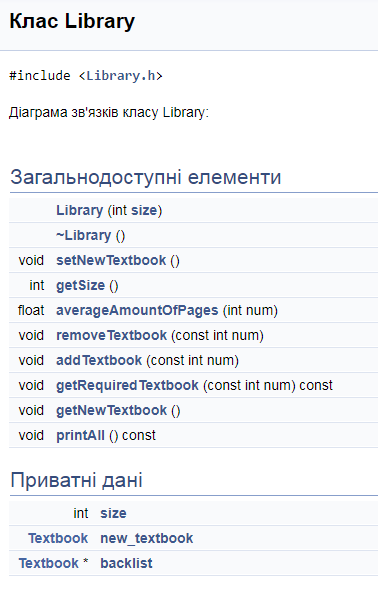 Клас Library
#include <Library.h>
Діаграма зв'язків класу Library:
Загальнодоступні елементи
Library (int size)
~Library ()
void setNewTextbook ()
int getSize ()
float averageAmountOfPages (int num)
void removeTextbook (const int num)
void addTextbook (const int num)
void getRequiredTextbook (const int num) const
void getNewTextbook ()
void printAll () const
Приватні дані
int size
Textbook new_textbook
Textbook * backlist